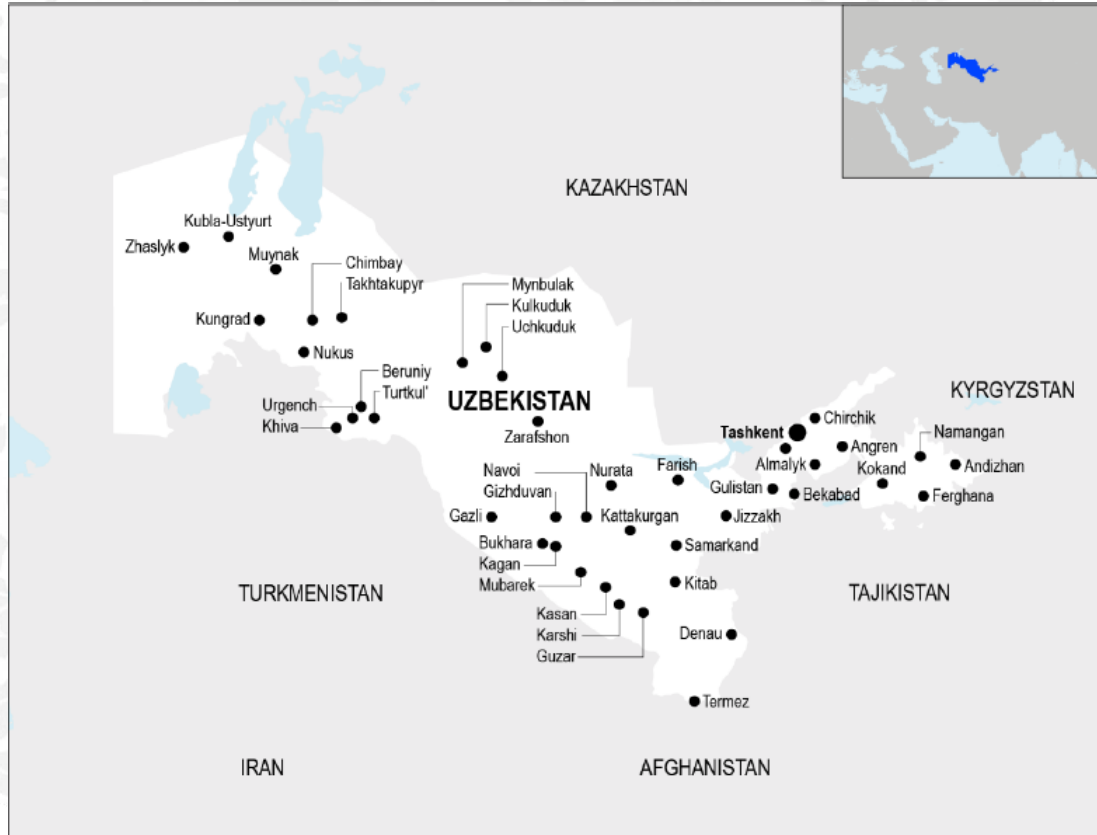 KAZAKHSTAN
Kubla-Ustyurt
Zhaslyk
Muynak
Chimbay
Takhtakupyr
Mynbulak
Kulkuduk
Uchkuduk
Kungrad
Nukus
Beruniy
Turtkul'
Urgench
Khiva
UZBEKISTAN
Zarafshon
KYRGYZSTAN
Chirchik
Tashkent
Namangan
Angren
Almalyk
Kokand
Andizhan
Navoi
Nurata
Farish
Gizhduvan
Gulistan
Bekabad
Ferghana
Gazli
Kattakurgan
Jizzakh
Bukhara
Samarkand
Kagan
Mubarek
Kitab
TURKMENISTAN
TAJIKISTAN
Kasan
Karshi
Denau
Guzar
Termez
IRAN
AFGHANISTAN